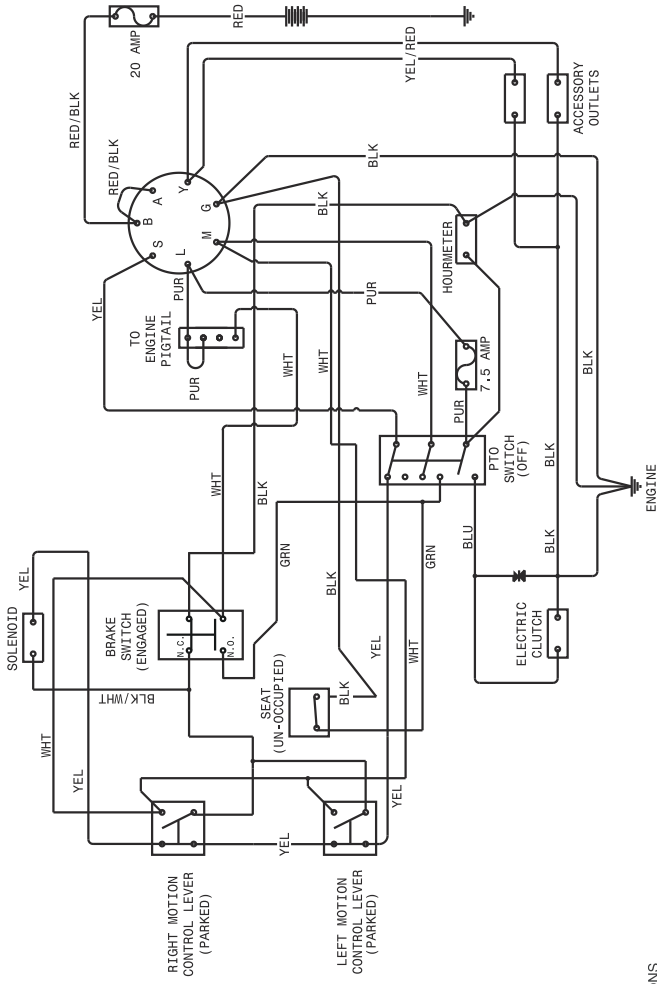 RED
20 AMP
RED/BLK
RED/BLK
YEL/RED
ACCESSORY
OUTLETS
B
A
Y
G
M
L
S
BLK
BLK
PUR
YEL
TO
ENGINE
PIGTAIL
PUR
WHT
WHT
PUR
HOURMETER
7.5 AMP
WHT
PUR
BLK
PTO
SWITCH
(OFF)
BLK
ENGINE
WHT
BLK
GRN
BLK
GRN
BLU
BLK
YEL
WHT
SOLENOID
YEL
BRAKE
SWITCH
(ENGAGED)
N.C.
N.O.
BLK/WHT
SEAT
(UN-OCCUPIED)
BLK
ELECTRIC
CLUTCH
WHT
YEL
YEL
YEL
RIGHT MOTION
CONTROL LEVER
(PARKED)
LEFT MOTION
CONTROL LEVER
(PARKED)